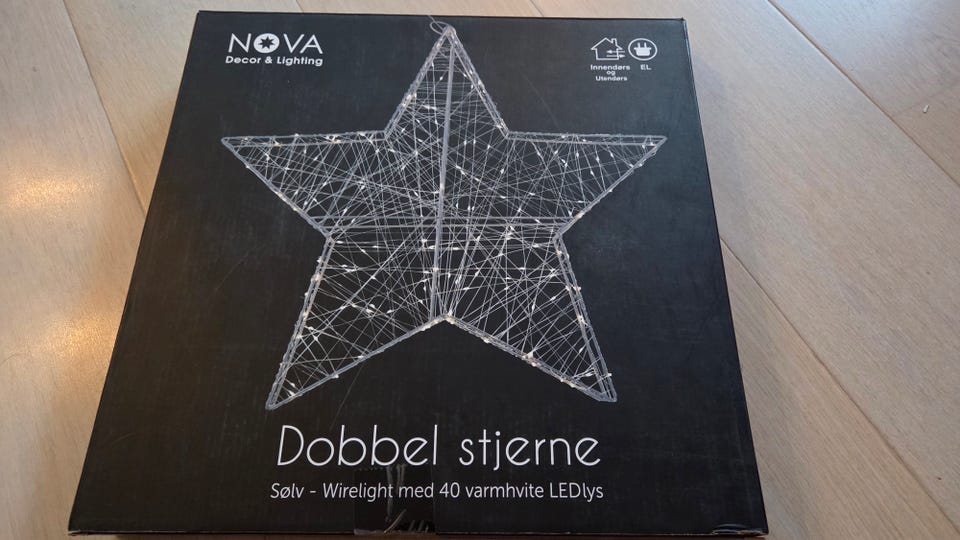 NOVA
Decor & Lighting
Innendørs
og
Utendørs
EL
Dobbel stjerne
Sølv - Wirelight med 40 varmhvite LEDlys